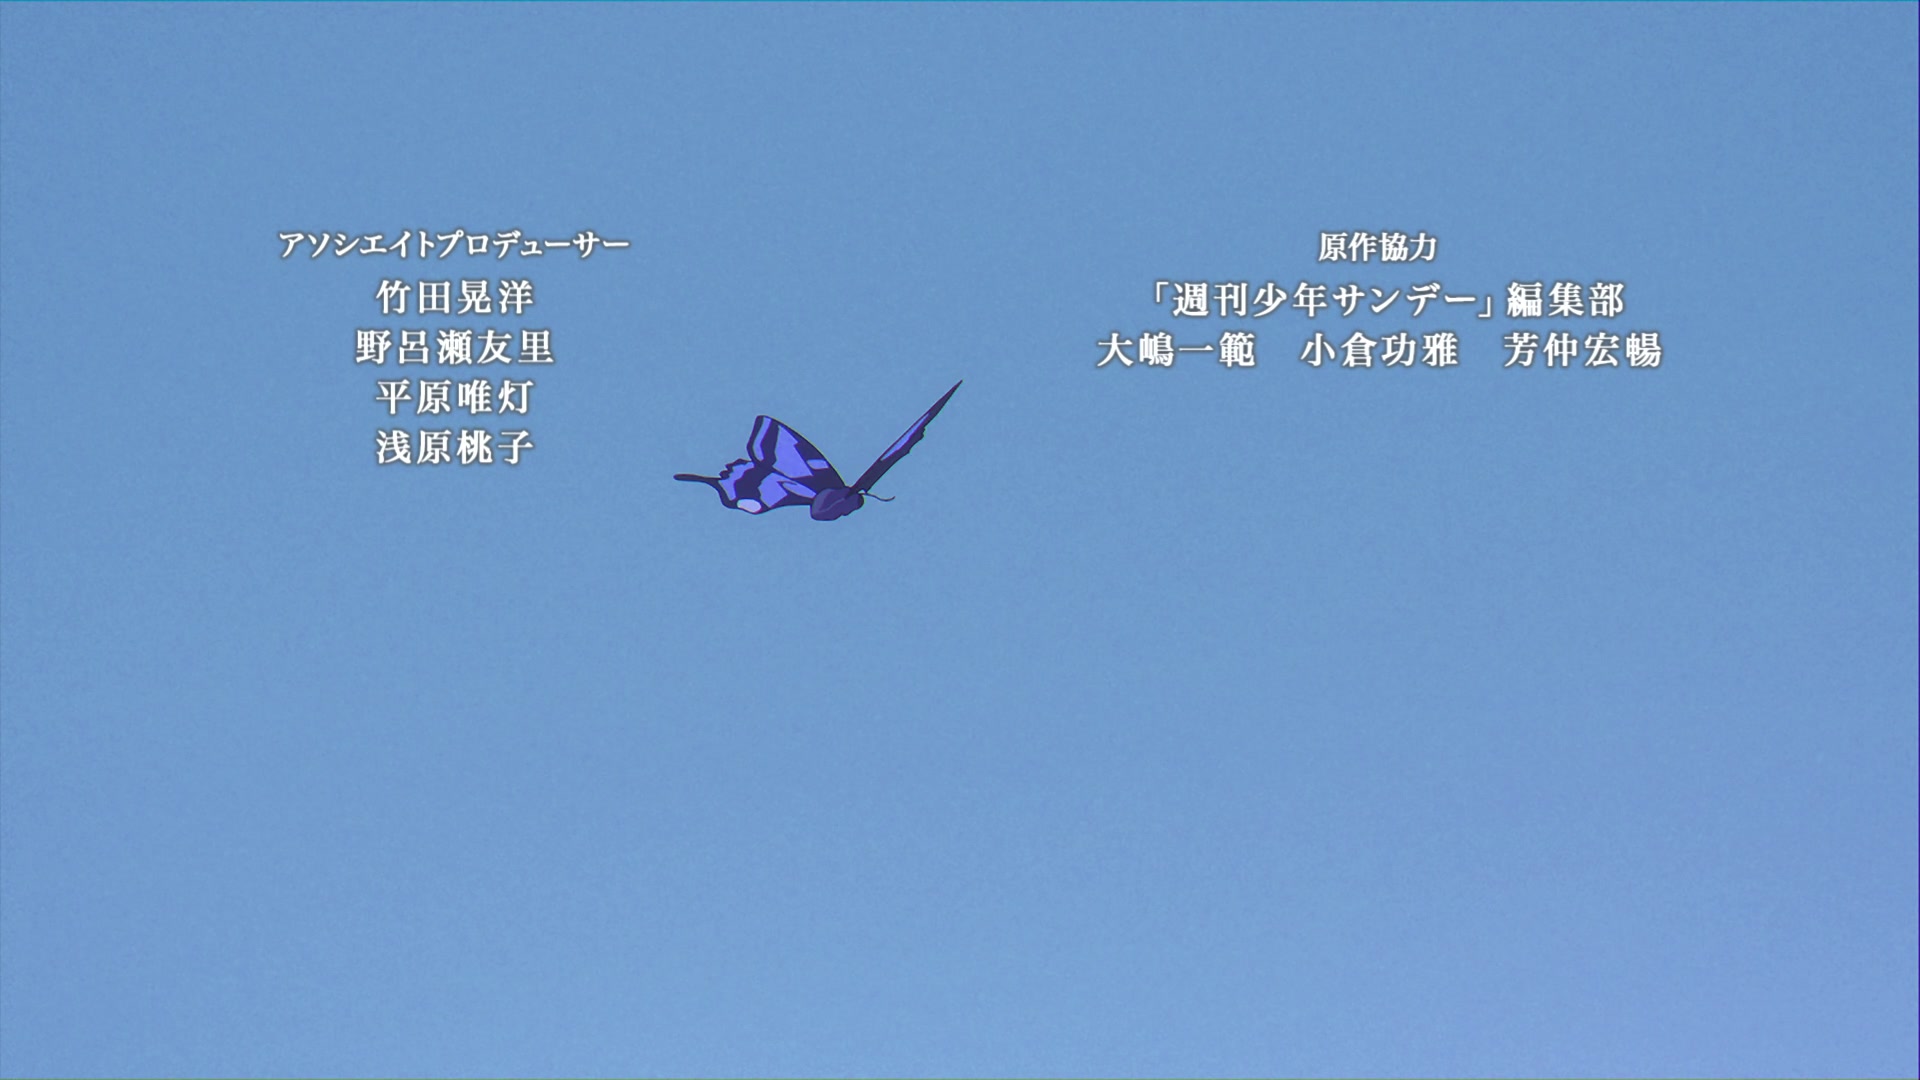 アソシエイトプロデューサー
竹田晃洋
野呂瀬友里
平原唯灯
浅原桃子
原作協力
「週刊少年サンデー」編集部
大嶋一範　小倉功雅　芳仲宏暢